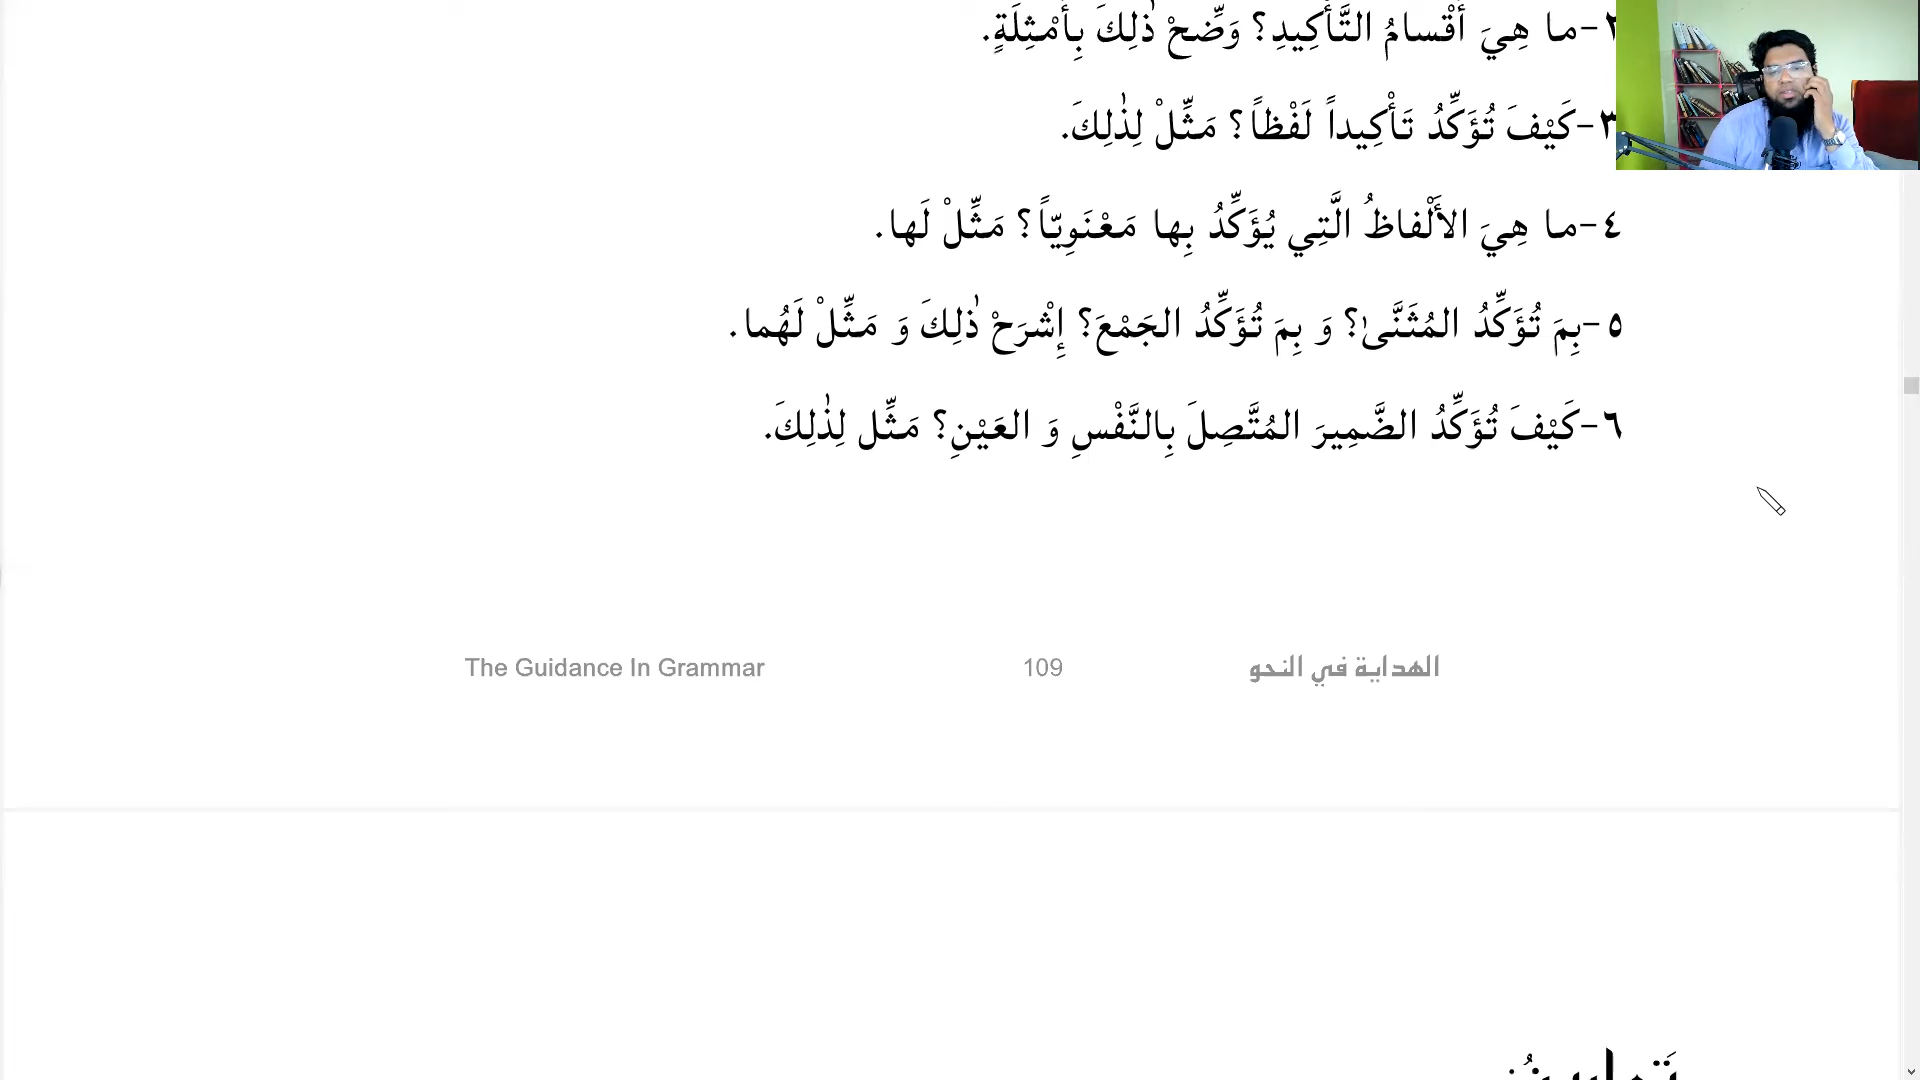 ٢-ما هِيَ أَقْسامُ التَّأْكِيدِ؟ وَضِّحْ ذٰلِكَ بِأَمْثِلَةٍ.
٣-كَيْفَ تُؤَكِّدُ تَأْكِيداً لَفْظاً؟ مَثِّلْ لِذٰلِكَ.
٤-ما هِيَ الأَلْفاظُ الَّتِي يُؤَكِّدُ بِها مَعْنَوِيّاً؟ مَثِّلْ لَها.
٥-بِمَ تُؤَكِّدُ المُثَنَّىٰ؟ وَ بِمَ تُؤَكِّدُ الجَمْعَ؟ إِشْرَحْ ذٰلِكَ وَ مَثِّلْ لَهُما.
٦-كَيْفَ تُؤَكِّدُ الضَّمِيرَ المُتَّصِلَ بِالنَّفْسِ وَ العَيْنِ؟ مَثِّل لِذٰلِكَ.
The Guidance In Grammar 109 الهداية في النحو